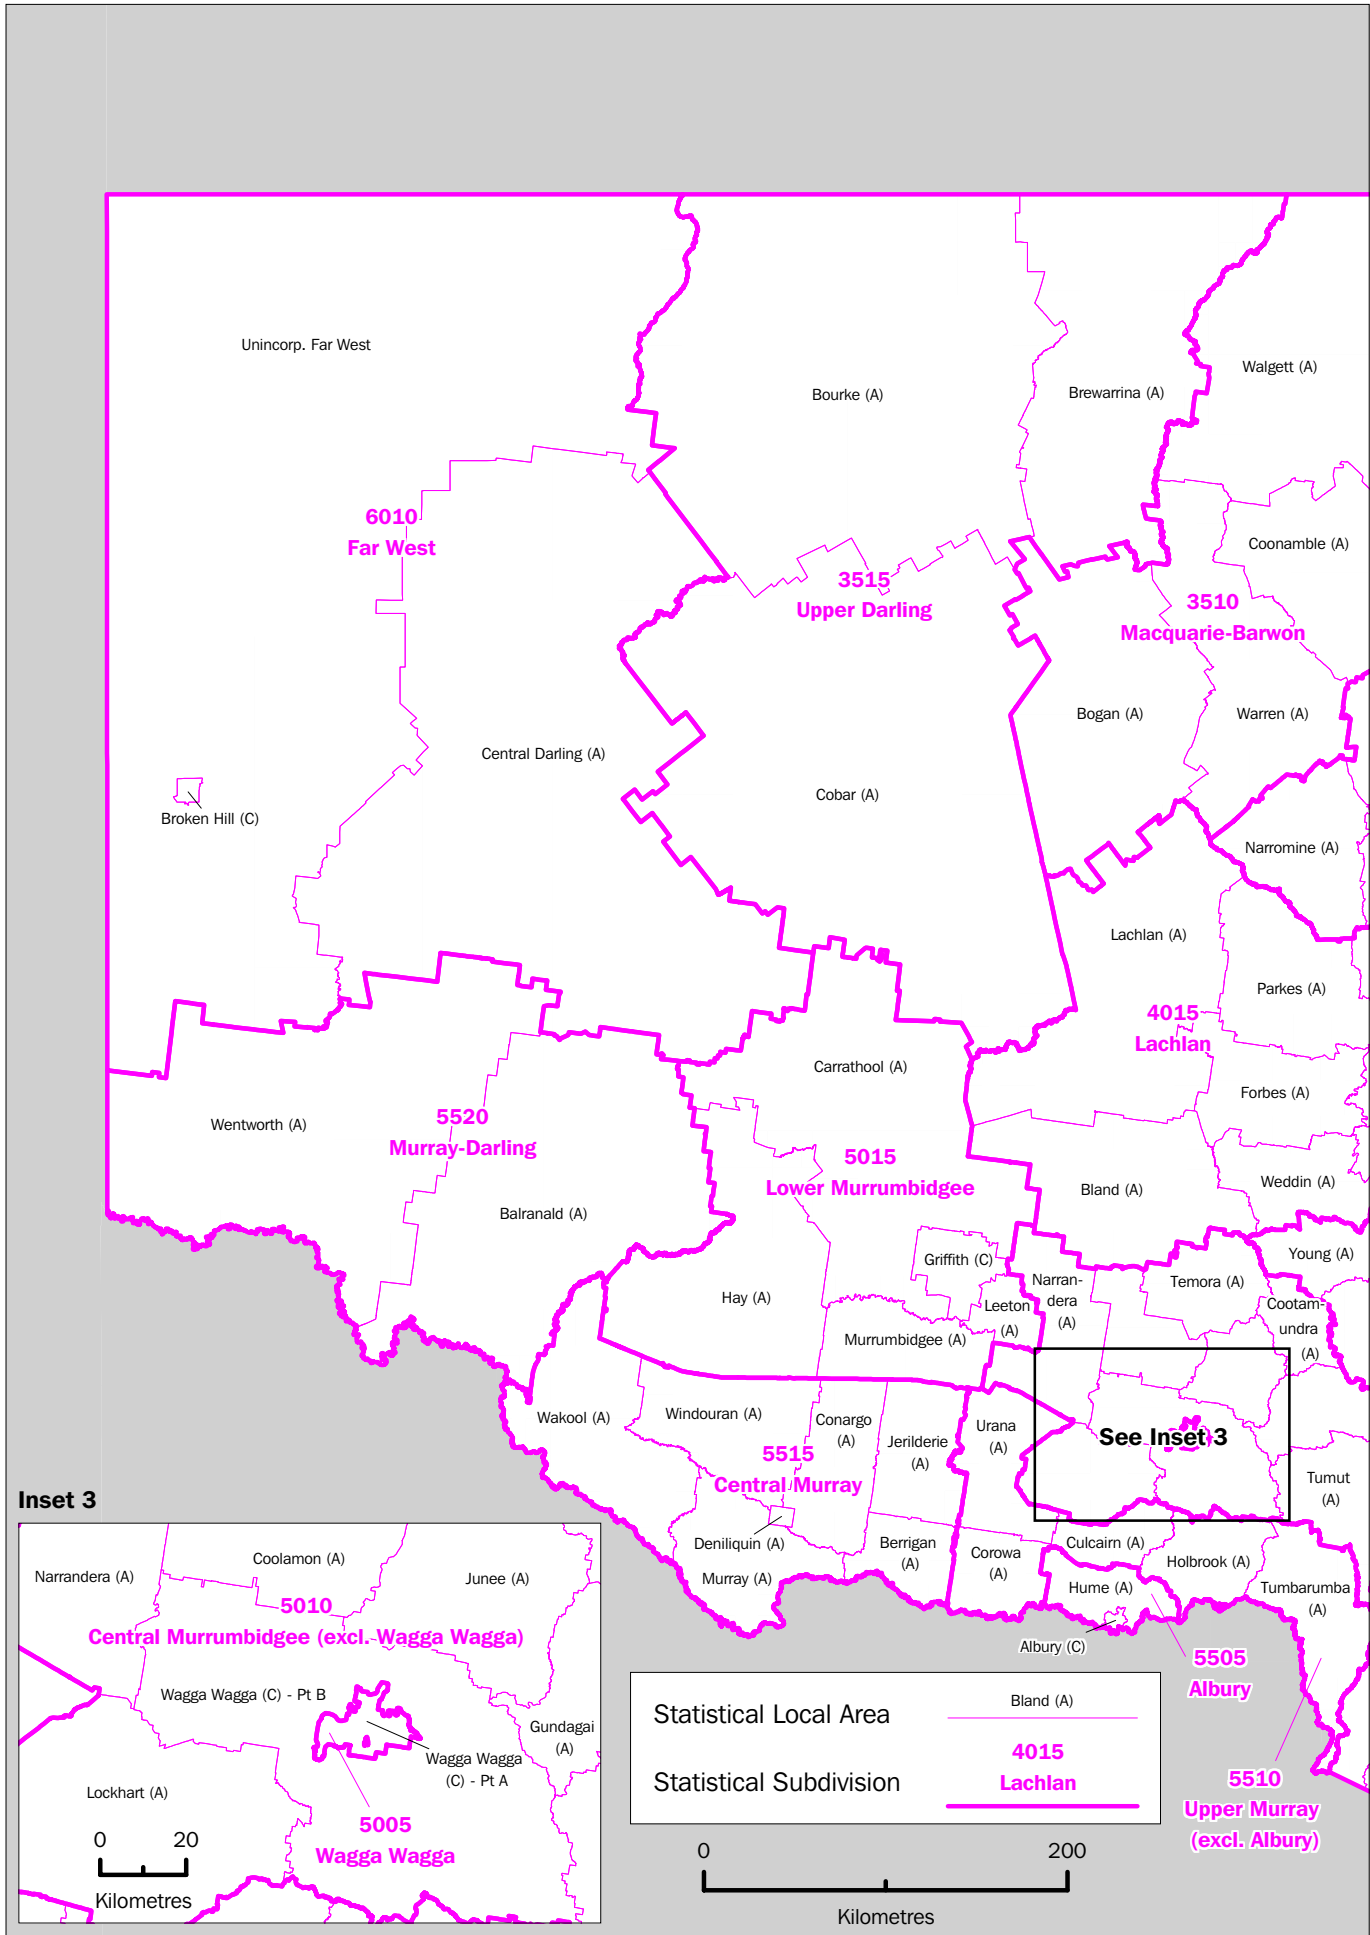 Unincorp. Far West
Bourke (A)
Brewarrina (A)
Walgett (A)
6010
Far West
Coonamble (A)
3515
Upper Darling
3510
Macquarie-Barwon
Central Darling (A)
Bogan (A)
Warren (A)
Broken Hill (C)
Cobar (A)
Narromine (A)
Lachlan (A)
Parkes (A)
4015
Lachlan
Carrathool (A)
Forbes (A)
Wentworth (A)
5520
Murray-Darling
5015
Lower Murrumbidgee
Bland (A)
Weddin (A)
Balranald (A)
Griffith (C)
Young (A)
Hay (A)
Leeton
(A)
Narran-
dera
(A)
Temora (A)
Cootam-
undra
(A)
Murrumbidgee (A)
Wakool (A)
Windouran (A)
Conargo
(A)
Jerilderie
(A)
Urana
(A)
See Inset 3
5515
Central Murray
Tumut
(A)
Deniliquin (A)
Murray (A)
Berrigan
(A)
Corowa
(A)
Culcairn (A)
Holbrook (A)
Hume (A)
Tumbarumba
(A)
Albury (C)
5505
Albury
5510
Upper Murray
(excl. Albury)
Inset 3
Narrandera (A)
Coolamon (A)
Junee (A)
5010
Central Murrumbidgee (excl. Wagga Wagga)
Wagga Wagga (C) - Pt B
Gundagai
(A)
Wagga Wagga
(C) - Pt A
Lockhart (A)
5005
Wagga Wagga
0 20
Kilometres
Statistical Local Area
Bland (A)
Statistical Subdivision
4015
Lachlan
0 200
Kilometres